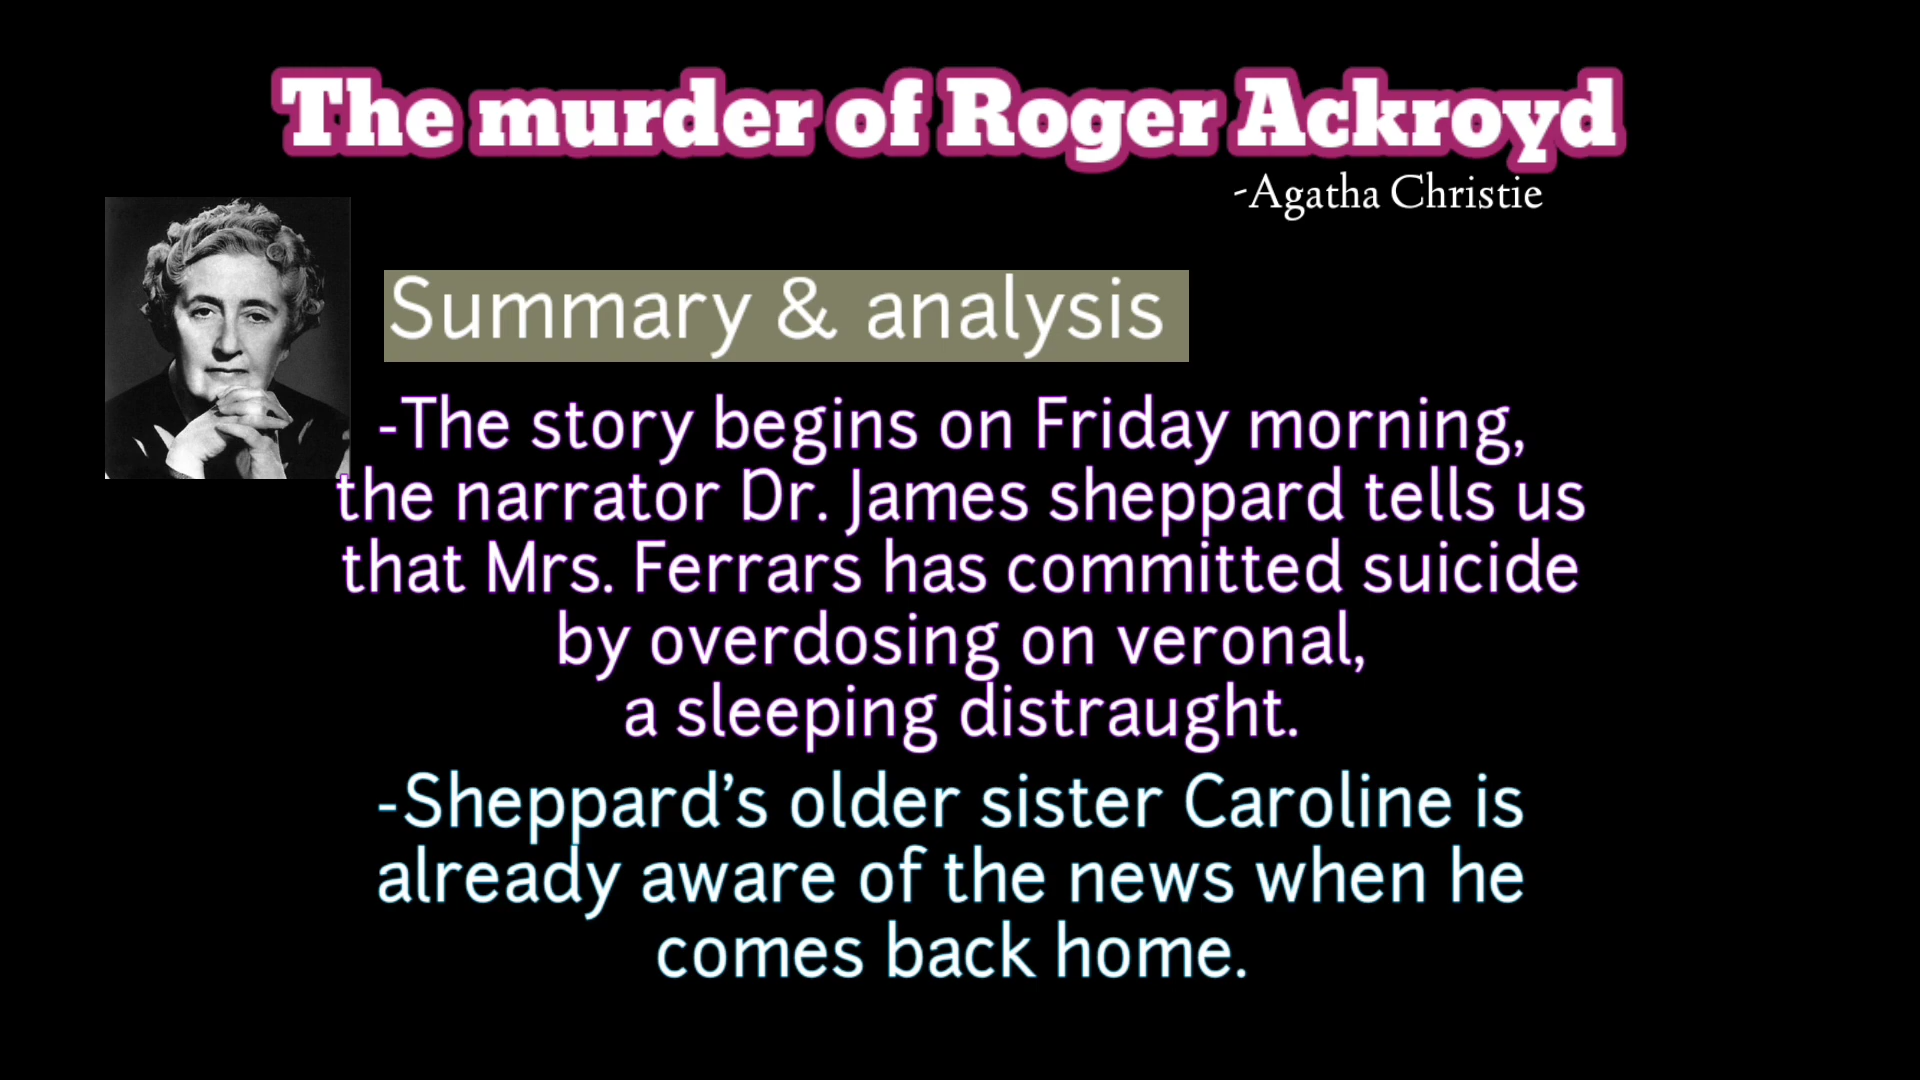 The murder of Roger Ackroyd
-Agatha Christie
Summary & analysis
-The story begins on Friday morning,
the narrator Dr. James sheppard tells us
that Mrs. Ferrars has committed suicide
by overdosing on veronal,
a sleeping distraught.
-Sheppard’s older sister Caroline is
already aware of the news when he
comes back home.